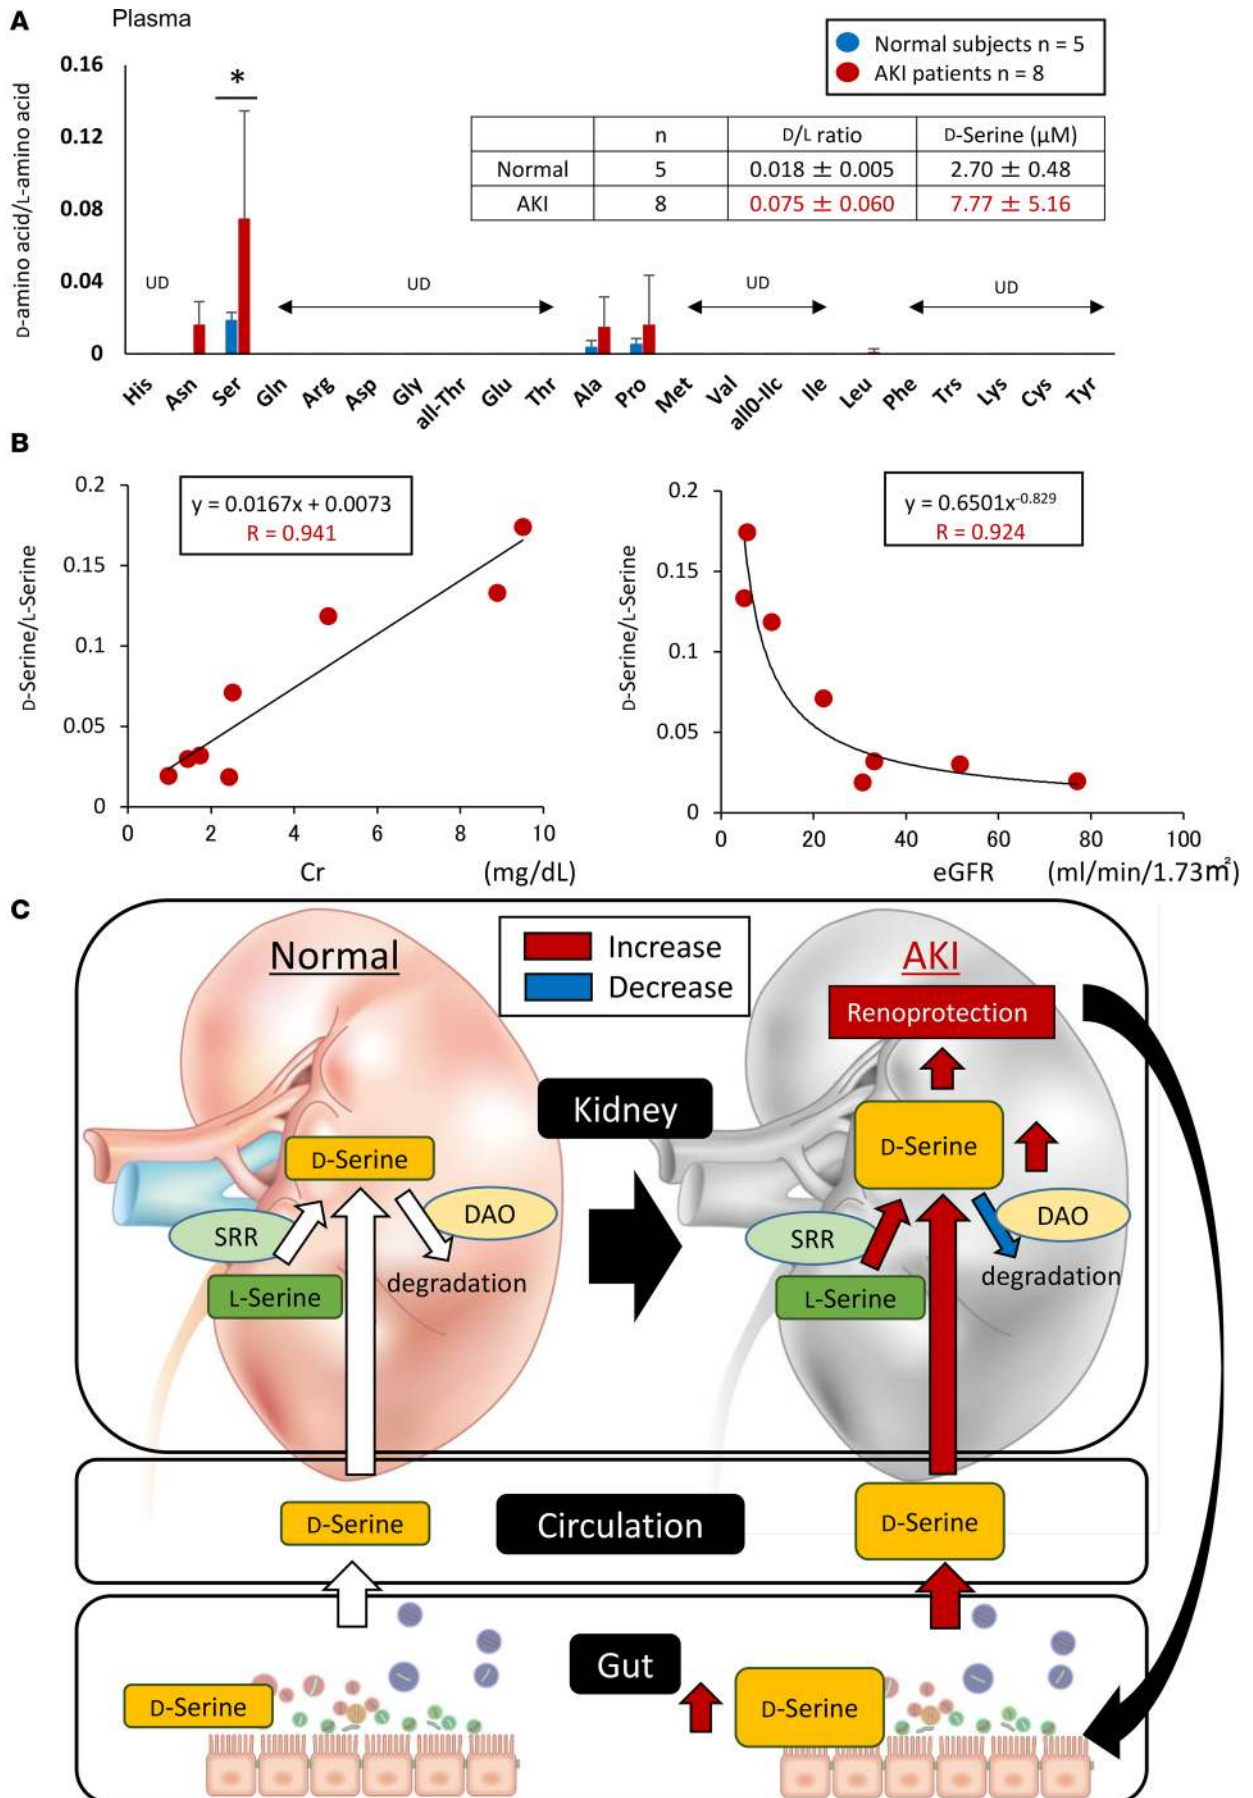 A
Plasma
Normal subjects n = 5
AKI patients n = 8
D-amino acid/L-amino acid
0.16
0.12
0.08
0.04
0
*
n D/L ratio D-Serine (μM)
Normal 5 0.018 ± 0.005 2.70 ± 0.48
AKI 8 0.075 ± 0.060 7.77 ± 5.16
UD UD UD UD
His Asn Ser Gln Arg Asp Gly all-Thr Glu Thr Ala Pro Met Val all0-Ilc Ile Leu Phe Trs Lys Cys Tyr
B
D-Serine/L-Serine
0.2
0.15
0.1
0.05
0
y = 0.0167x + 0.0073
R = 0.941
0 2 4 6 8 10
Cr (mg/dL)
D-Serine/L-Serine
0.2
0.15
0.1
0.05
0
y = 0.6501x⁻⁰·⁸²⁹
R = 0.924
0 20 40 60 80 100
eGFR (ml/min/1.73㎡)
C
Normal
Increase
Decrease
AKI
Renoprotection
Kidney
D-Serine
SRR
DAO
degradation
L-Serine
D-Serine
SRR
DAO
degradation
L-Serine
D-Serine
Circulation
D-Serine
Gut
D-Serine
D-Serine